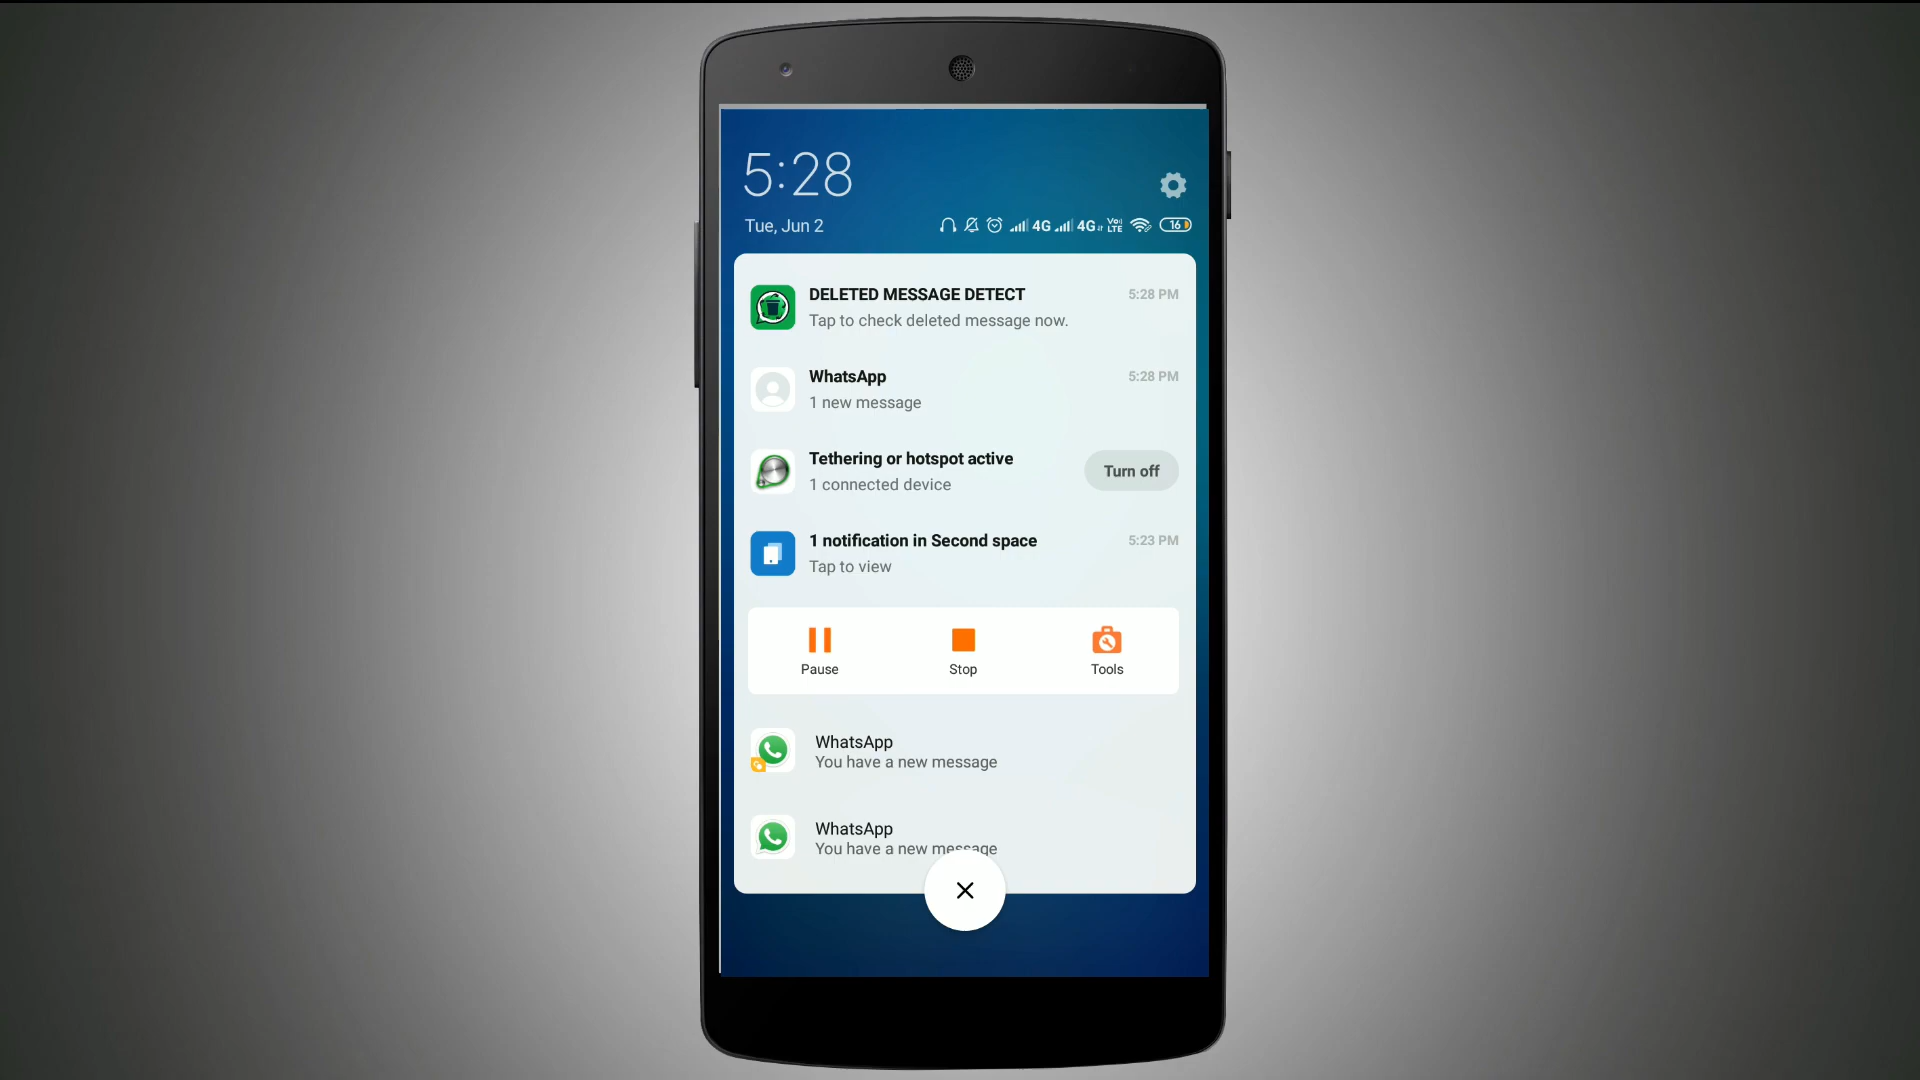 5:28
Tue, Jun 2
4G 4G Vo LTE 16
DELETED MESSAGE DETECT 5:28 PM
Tap to check deleted message now.
WhatsApp 5:28 PM
1 new message
Tethering or hotspot active
1 connected device
Turn off
1 notification in Second space 5:23 PM
Tap to view
Pause Stop Tools
WhatsApp
You have a new message
WhatsApp
You have a new message